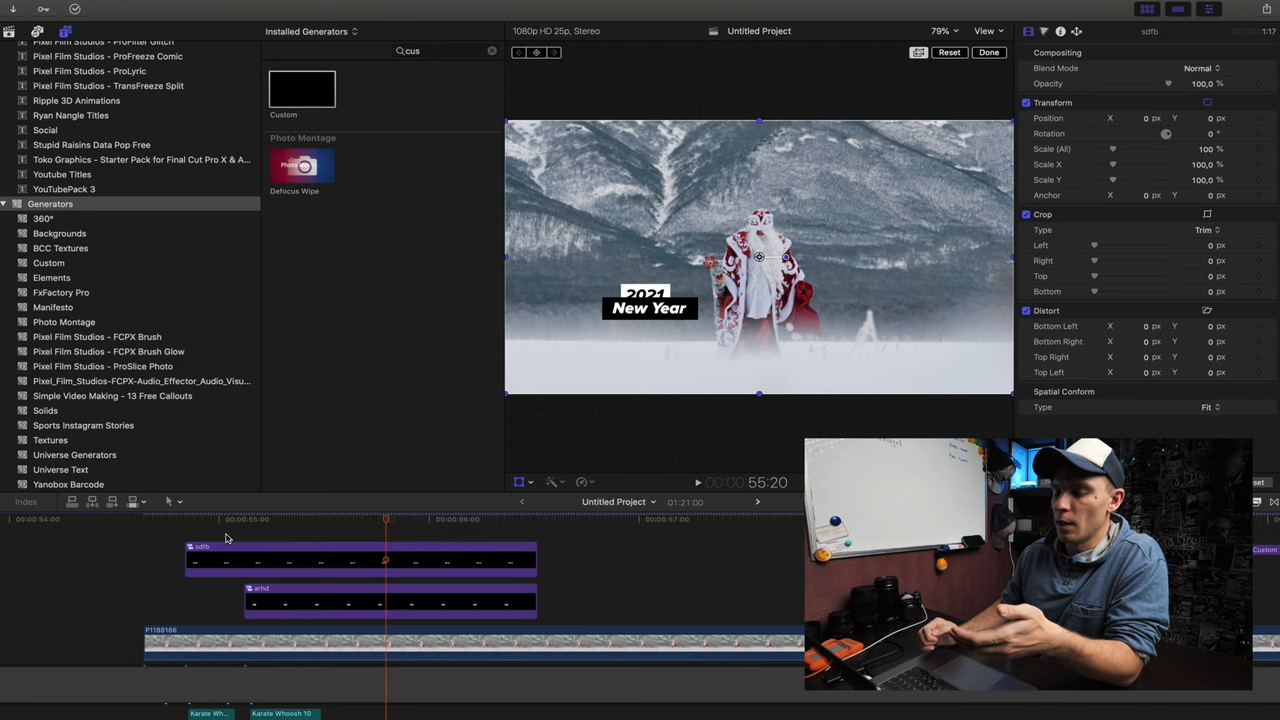 Installed Generators
1080p HD 25p, Stereo
Untitled Project
79%
View
sdfb
1:17
Pixel Film Studios - ProFilter Glitch
Pixel Film Studios - ProFreeze Comic
Pixel Film Studios - ProLyric
Pixel Film Studios - TransFreeze Split
Ripple 3D Animations
Ryan Nangle Titles
Social
Stupid Raisins Data Pop Free
Toko Graphics - Starter Pack for Final Cut Pro X & A...
Youtube Titles
YouTubePack 3
Generators
360°
Backgrounds
BCC Textures
Custom
Elements
FxFactory Pro
Manifesto
Photo Montage
Pixel Film Studios - FCPX Brush
Pixel Film Studios - FCPX Brush Glow
Pixel Film Studios - ProSlice Photo
Pixel_Film_Studios-FCPX-Audio_Effector_Audio_Visu...
Simple Video Making - 13 Free Callouts
Solids
Sports Instagram Stories
Textures
Universe Generators
Universe Text
Yanobox Barcode
cus
Custom
Photo Montage
Defocus Wipe
Reset
Done
2021
New Year
Compositing
Blend Mode
Normal
Opacity
100,0 %
Transform
Position X 0 px Y 0 px
Rotation 0 °
Scale (All) 100 %
Scale X 100,0 %
Scale Y 100,0 %
Anchor X 0 px Y 0 px
Crop
Type Trim
Left 0 px
Right 0 px
Top 0 px
Bottom 0 px
Distort
Bottom Left X 0 px Y 0 px
Bottom Right X 0 px Y 0 px
Top Right X 0 px Y 0 px
Top Left X 0 px Y 0 px
Spatial Conform
Type Fit
00:00 55:20
Index
Untitled Project
01:21:00
00:00:54:00
00:00:55:00
00:00:56:00
00:00:57:00
sdfb
arhd
P1188186
Custom
Karate Wh...
Karate Whoosh 10